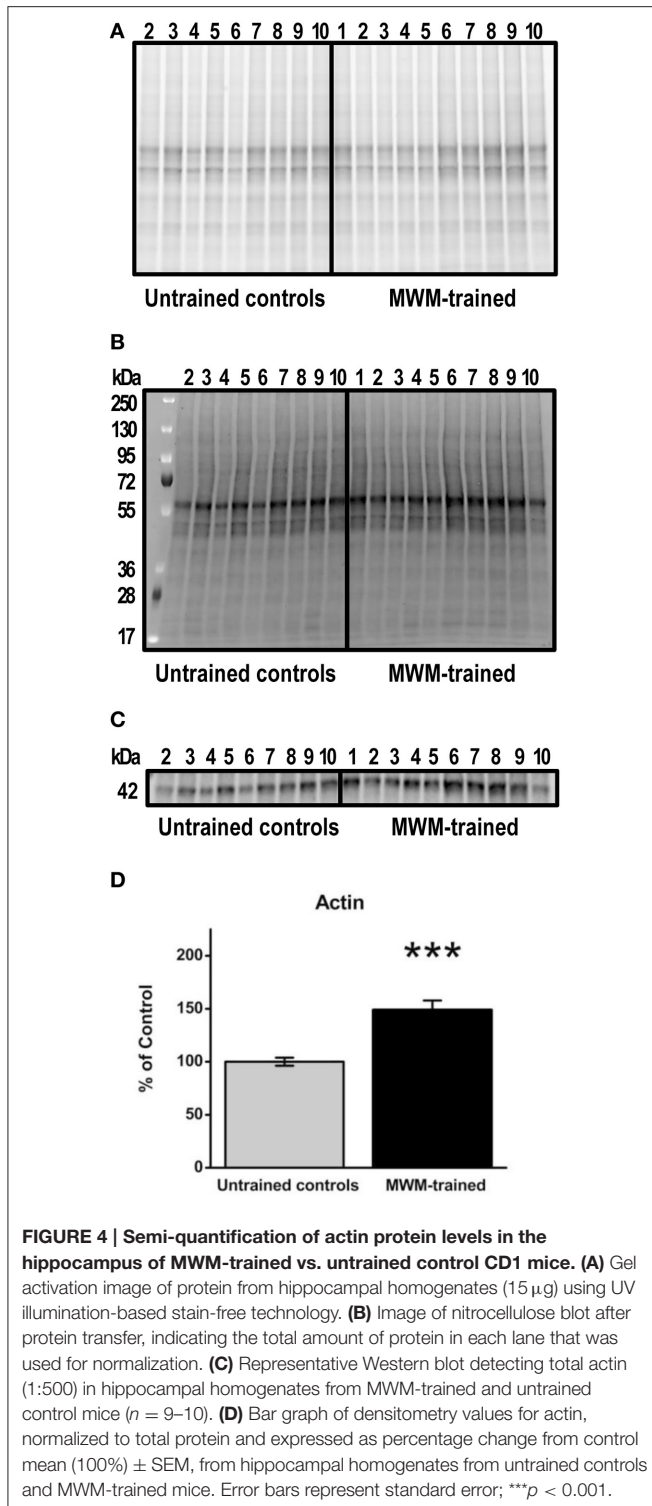 A
2 3 4 5 6 7 8 9 10 1 2 3 4 5 6 7 8 9 10
Untrained controls MWM-trained
B
kDa 2 3 4 5 6 7 8 9 10 1 2 3 4 5 6 7 8 9 10
250
130
95
72
55
36
28
17
Untrained controls MWM-trained
C
kDa 2 3 4 5 6 7 8 9 10 1 2 3 4 5 6 7 8 9 10
42
Untrained controls MWM-trained
D
Actin
% of Control
200
150
100
50
0
***
Untrained controls MWM-trained
FIGURE 4 | Semi-quantification of actin protein levels in the
hippocampus of MWM-trained vs. untrained control CD1 mice. (A) Gel
activation image of protein from hippocampal homogenates (15 μg) using UV
illumination-based stain-free technology. (B) Image of nitrocellulose blot after
protein transfer, indicating the total amount of protein in each lane that was
used for normalization. (C) Representative Western blot detecting total actin
(1:500) in hippocampal homogenates from MWM-trained and untrained
control mice (n = 9–10). (D) Bar graph of densitometry values for actin,
normalized to total protein and expressed as percentage change from control
mean (100%) ± SEM, from hippocampal homogenates from untrained controls
and MWM-trained mice. Error bars represent standard error; ***p < 0.001.